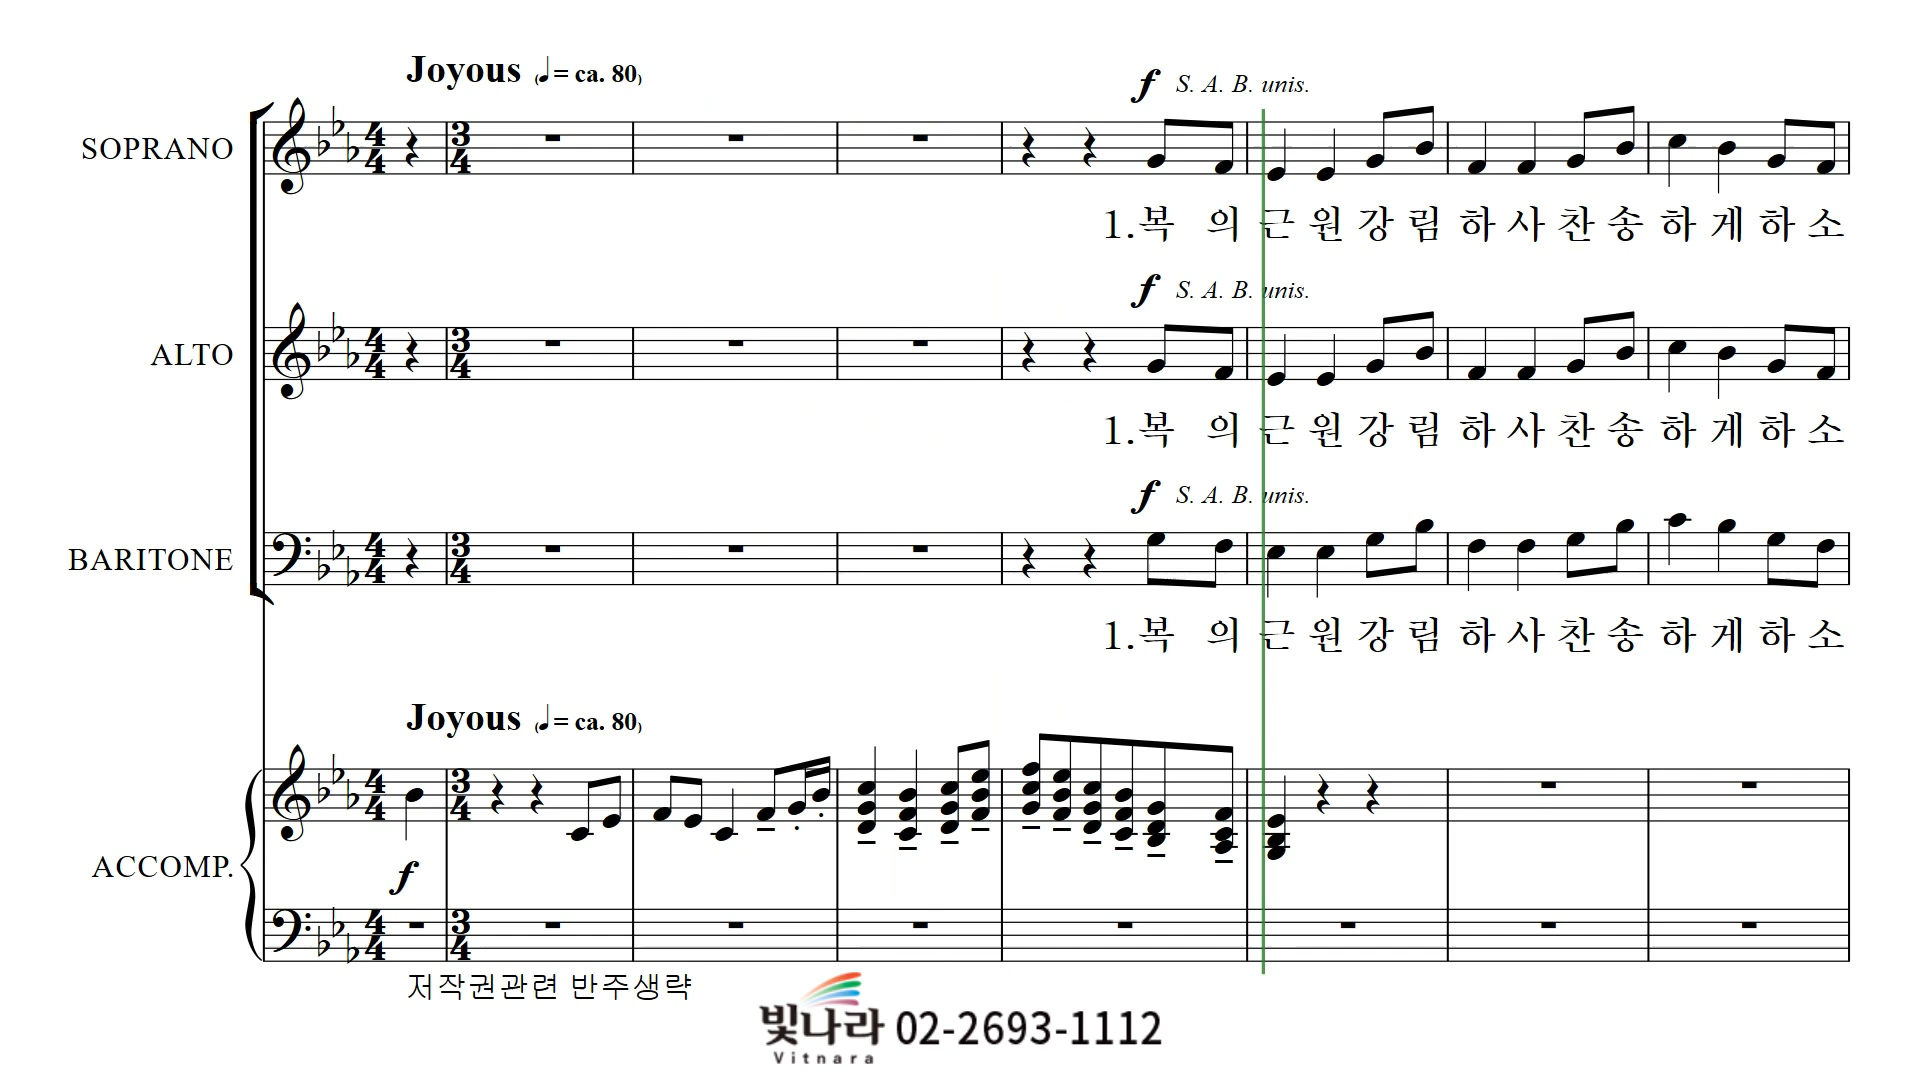 Joyous (♩= ca. 80)
f S. A. B. unis.
SOPRANO
1.복 의 근 원 강 림 하 사 찬 송 하 게 하 소
f S. A. B. unis.
ALTO
1.복 의 근 원 강 림 하 사 찬 송 하 게 하 소
f S. A. B. unis.
BARITONE
1.복 의 근 원 강 림 하 사 찬 송 하 게 하 소
Joyous (♩= ca. 80)
ACCOMP.
f
저작권관련 반주생략
빛나라 02-2693-1112
Vitnara